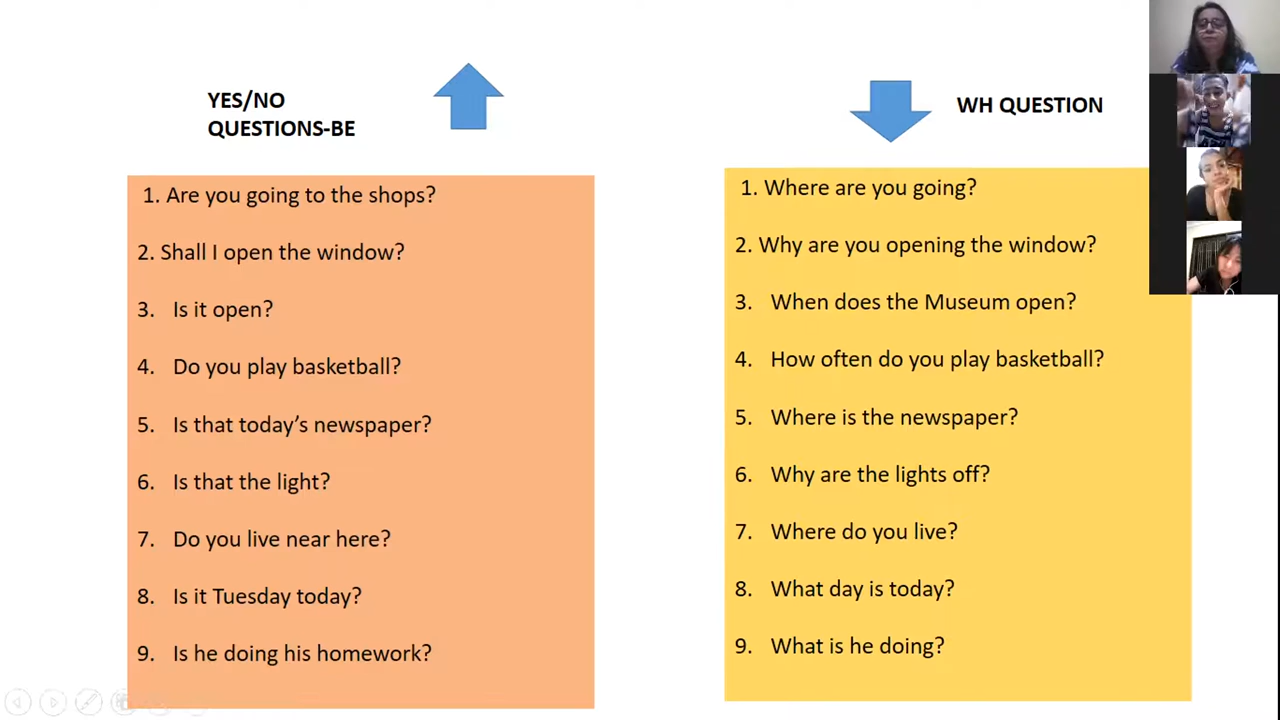 YES/NO
QUESTIONS-BE
1. Are you going to the shops?
2. Shall I open the window?
3. Is it open?
4. Do you play basketball?
5. Is that today’s newspaper?
6. Is that the light?
7. Do you live near here?
8. Is it Tuesday today?
9. Is he doing his homework?
WH QUESTION
1. Where are you going?
2. Why are you opening the window?
3. When does the Museum open?
4. How often do you play basketball?
5. Where is the newspaper?
6. Why are the lights off?
7. Where do you live?
8. What day is today?
9. What is he doing?